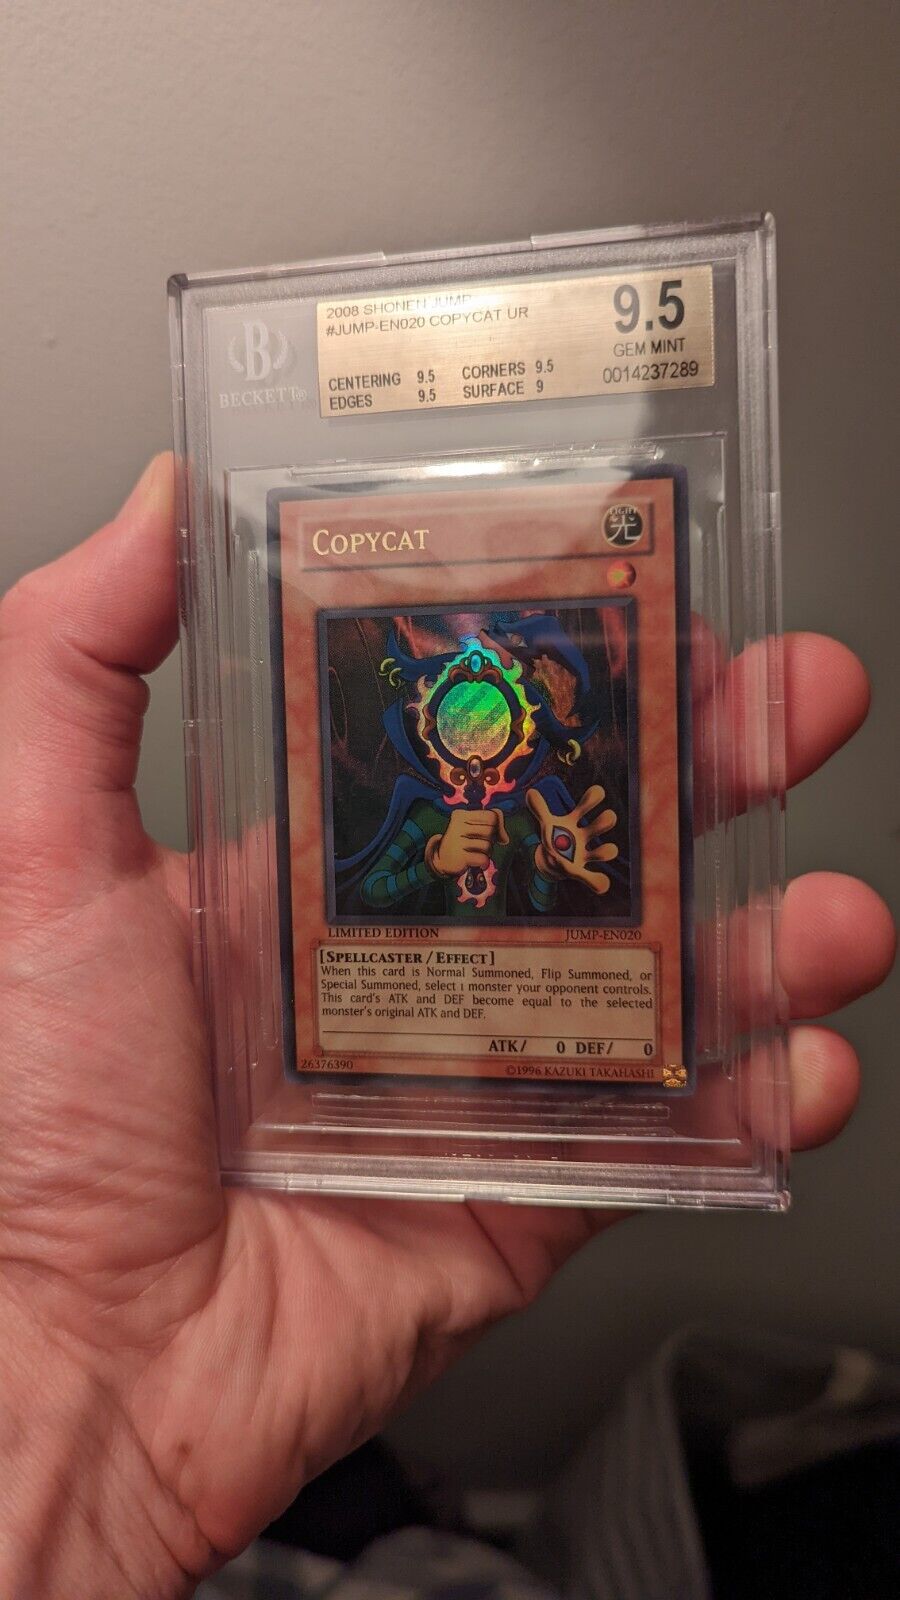 2008 SHONEN JUMP
#JUMP-EN020 COPYCAT UR
9.5
GEM MINT
0014237289
CENTERING 9.5 CORNERS 9.5
EDGES 9.5 SURFACE 9
B
BECKETT®
COPYCAT
LIGHT
光
LIMITED EDITION JUMP-EN020
[SPELLCASTER / EFFECT]
When this card is Normal Summoned, Flip Summoned, or
Special Summoned, select 1 monster your opponent controls.
This card's ATK and DEF become equal to the selected
monster's original ATK and DEF.
ATK/ 0 DEF/ 0
26376390 ©1996 KAZUKI TAKAHASHI